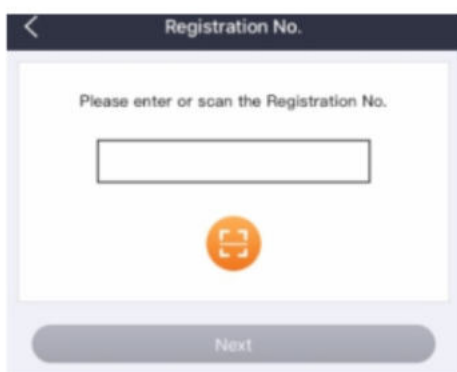 Registration No.
Please enter or scan the Registration No.
Next